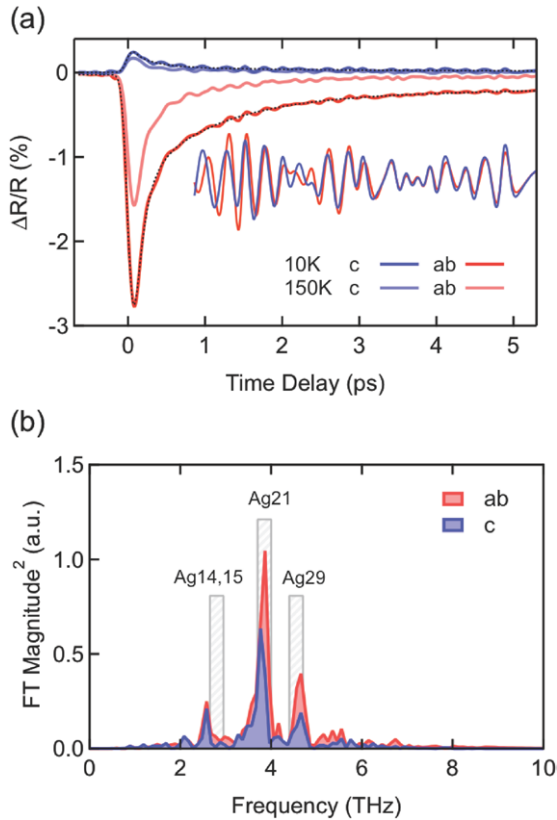 (a)
0
-1
-2
-3
ΔR/R (%)
10K c ab
150K c ab
0 1 2 3 4 5
Time Delay (ps)
(b)
1.5
1.0
0.5
0.0
FT Magnitude² (a.u.)
Ag21
Ag14,15
Ag29
ab
c
0 2 4 6 8 10
Frequency (THz)